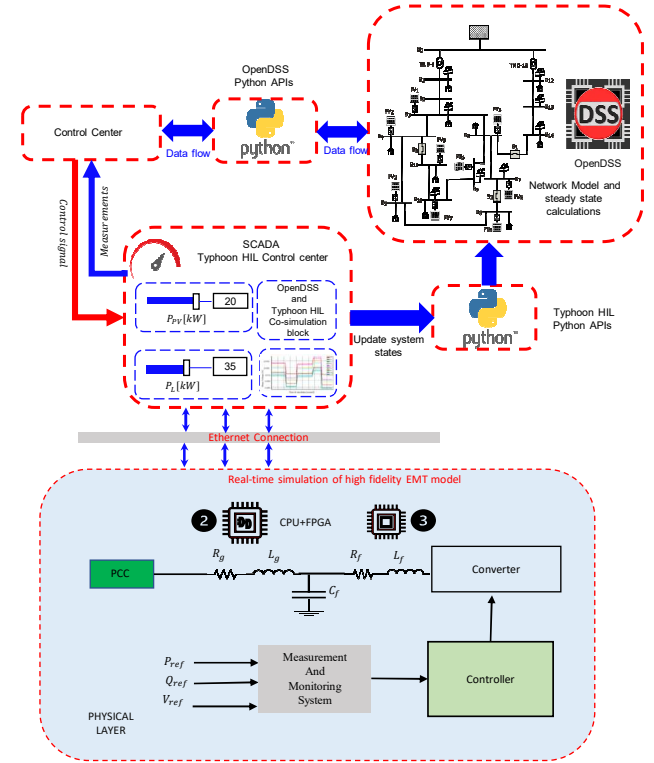 OpenDSS
Python APIs
python™
Control Center
Data flow
Data flow
DSS
OpenDSS
Network Model and
steady state
calculations
Control signal
Measurements
SCADA
Typhoon HIL Control center
20
P_PV[kW]
OpenDSS
and
Typhoon HIL
Co-simulation
block
35
P_L[kW]
Update system
states
python™
Typhoon HIL
Python APIs
Ethernet Connection
Real-time simulation of high fidelity EMT model
2
CPU+FPGA
3
R_g
L_g
R_f
L_f
PCC
C_f
Converter
P_ref
Q_ref
V_ref
Measurement
And
Monitoring
System
Controller
PHYSICAL
LAYER